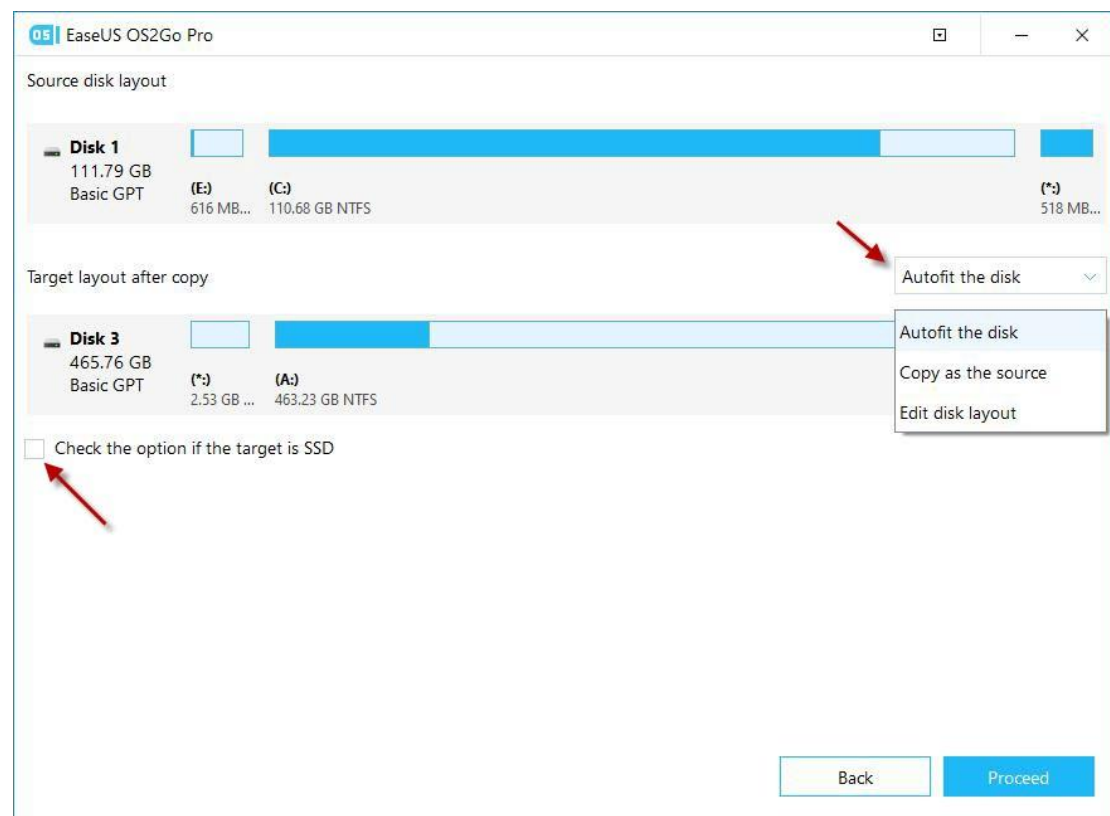 OS EaseUS OS2Go Pro
Source disk layout
Disk 1
111.79 GB
Basic GPT
(E:)
616 MB...
(C:)
110.68 GB NTFS
(*:)
518 MB...
Target layout after copy
Autofit the disk
Disk 3
465.76 GB
Basic GPT
(*:)
2.53 GB ...
(A:)
463.23 GB NTFS
Autofit the disk
Copy as the source
Edit disk layout
Check the option if the target is SSD
Back
Proceed